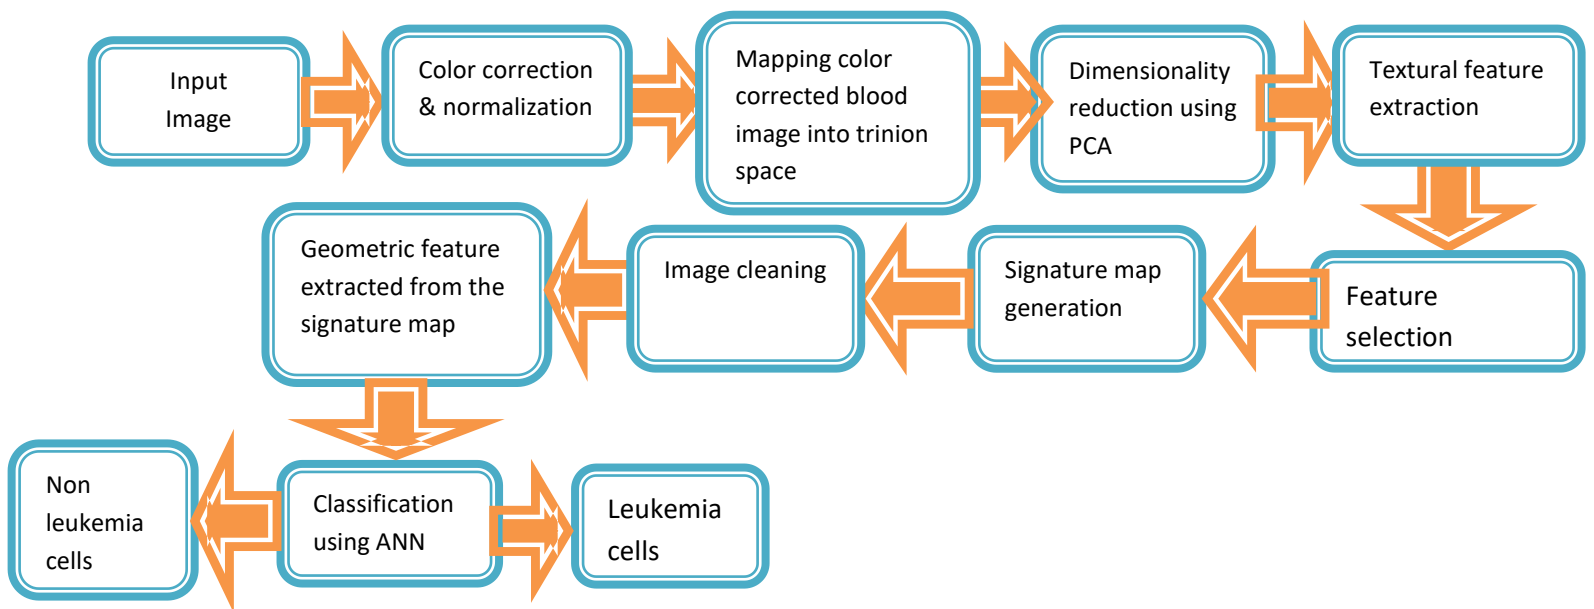 Input
Image
Color correction
& normalization
Mapping color
corrected blood
image into trinion
space
Dimensionality
reduction using
PCA
Textural feature
extraction
Feature
selection
Signature map
generation
Image cleaning
Geometric feature
extracted from the
signature map
Classification
using ANN
Non
leukemia
cells
Leukemia
cells